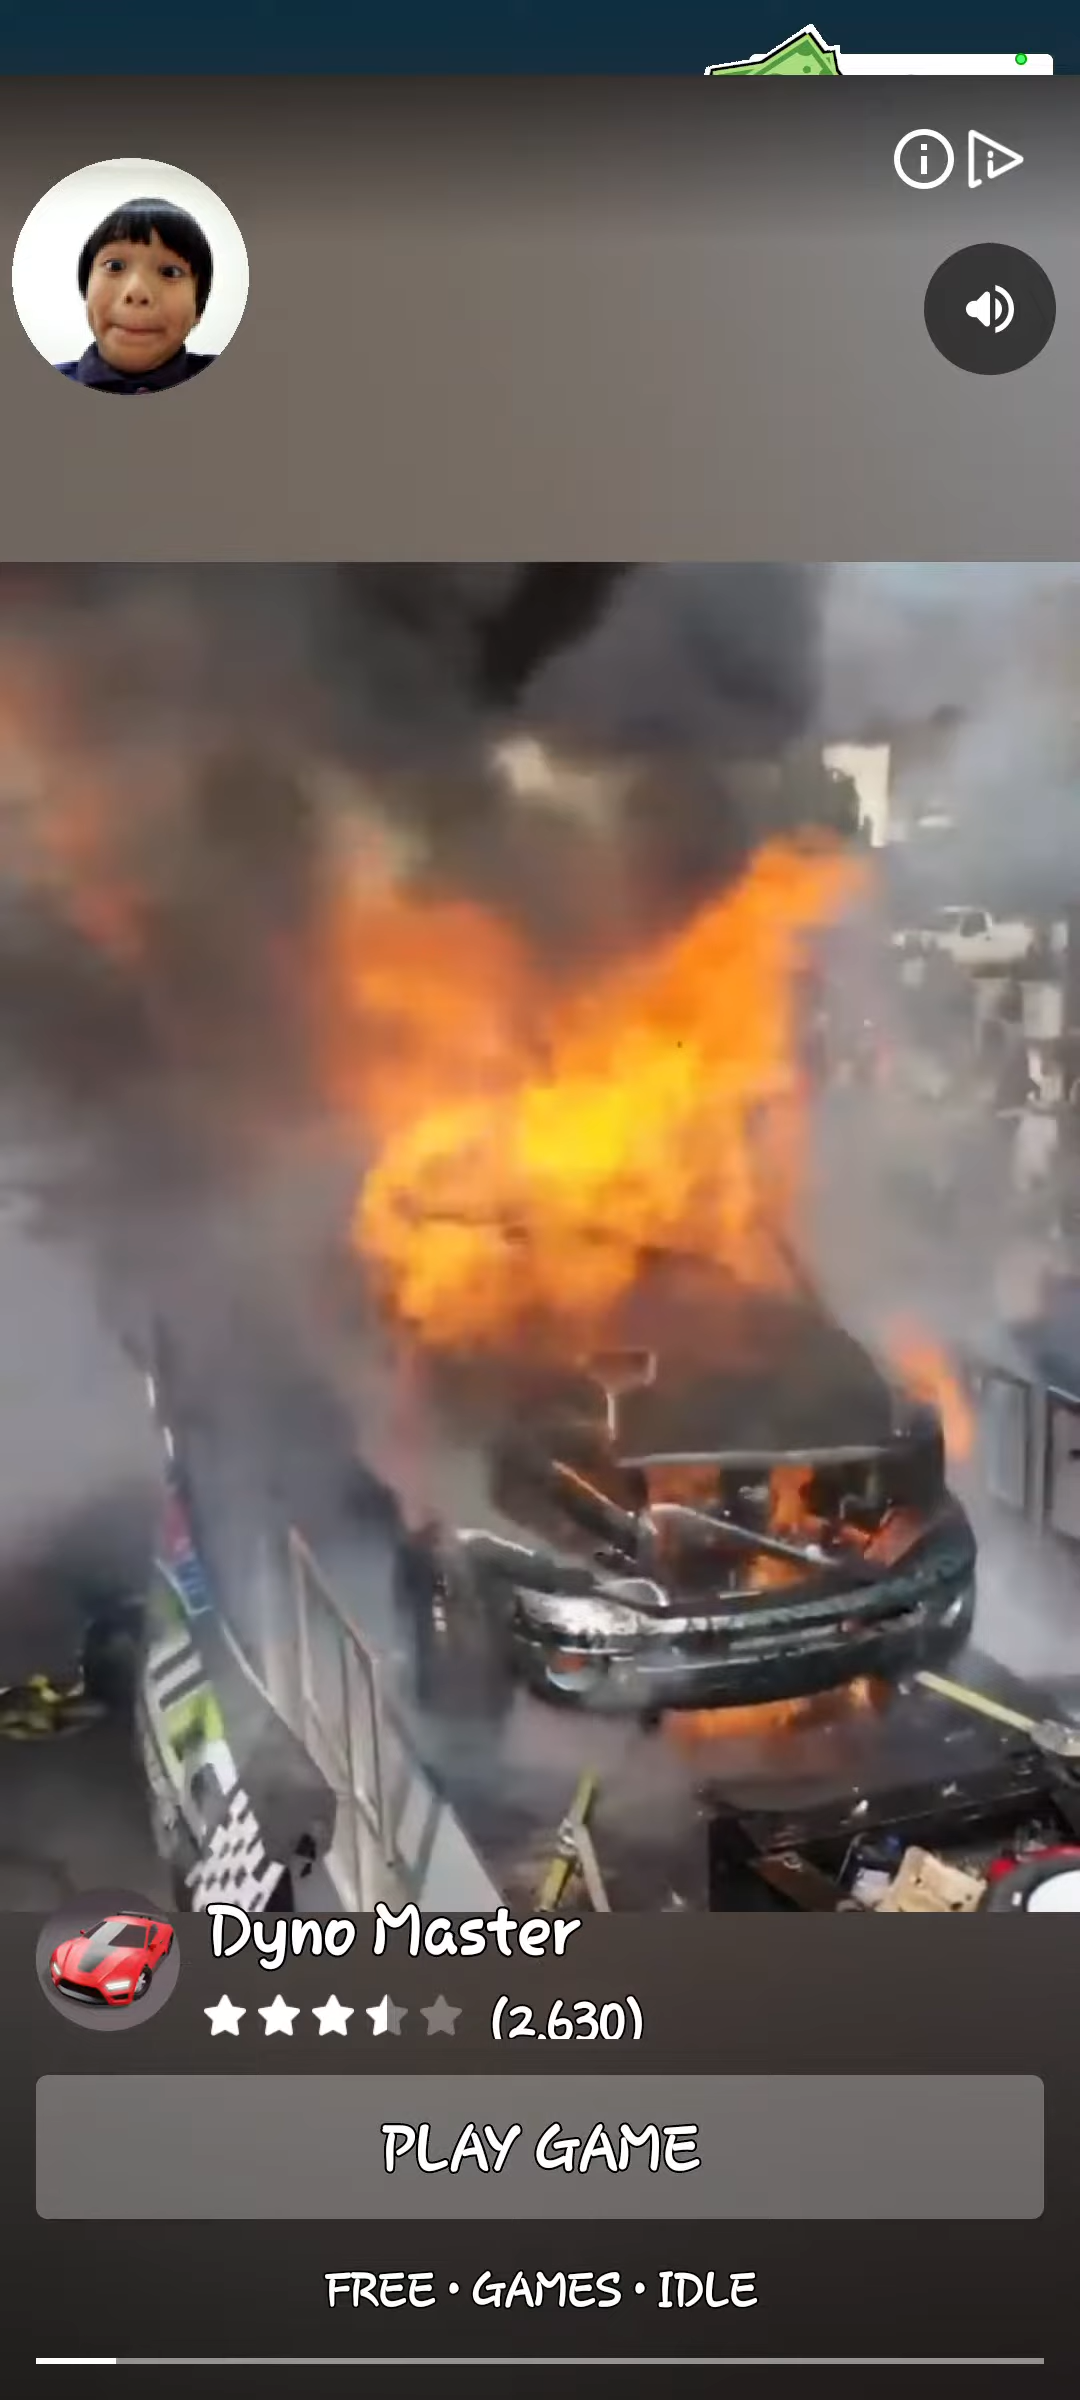 Dyno Master
(2,630)
PLAY GAME
FREE • GAMES • IDLE